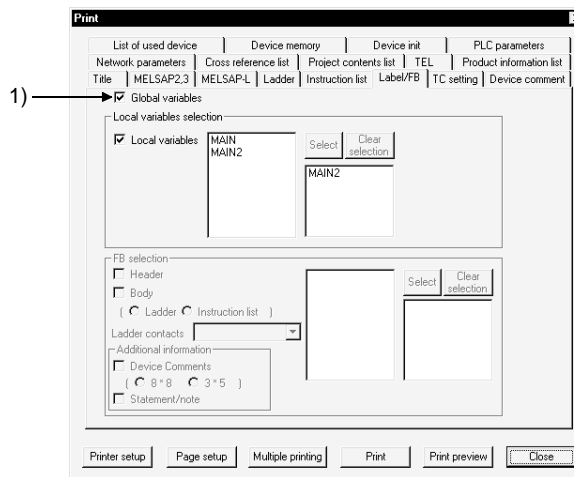 Print
List of used device Device memory Device init PLC parameters
Network parameters Cross reference list Project contents list TEL Product information list
Title MELSAP2,3 MELSAP-L Ladder Instruction list Label/FB TC setting Device comment
1) Global variables
Local variables selection
Local variables
MAIN
MAIN2
Select
Clear
selection
MAIN2
FB selection
Header
Body
( Ladder Instruction list )
Ladder contacts
Select
Clear
selection
Additional information
Device Comments
( 8 * 8 3 * 5 )
Statement/note
Printer setup Page setup Multiple printing Print Print preview Close